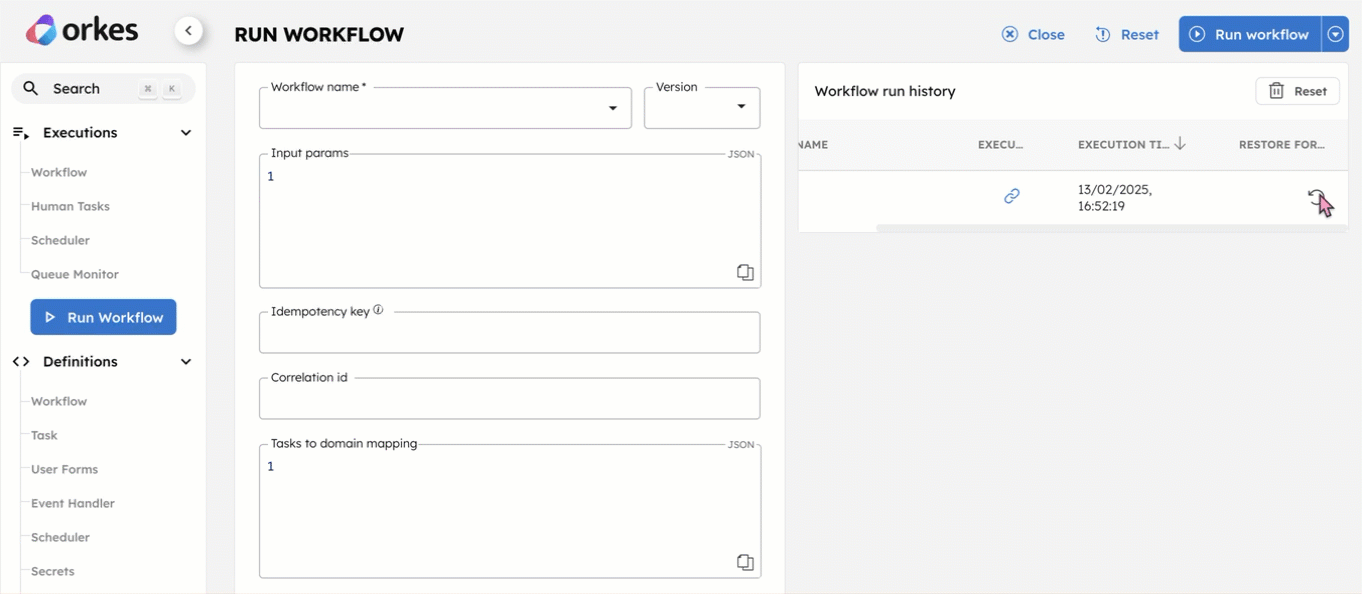 orkes
RUN WORKFLOW
Close
Reset
Run workflow
Search
⌘ K
Executions
Workflow
Human Tasks
Scheduler
Queue Monitor
Run Workflow
Definitions
Workflow
Task
User Forms
Event Handler
Scheduler
Secrets
Workflow name *
Version
Input params
JSON
1
Idempotency key
Correlation id
Tasks to domain mapping
JSON
1
Workflow run history
Reset
NAME
EXECU...
EXECUTION TI...
RESTORE FOR...
13/02/2025,
16:52:19